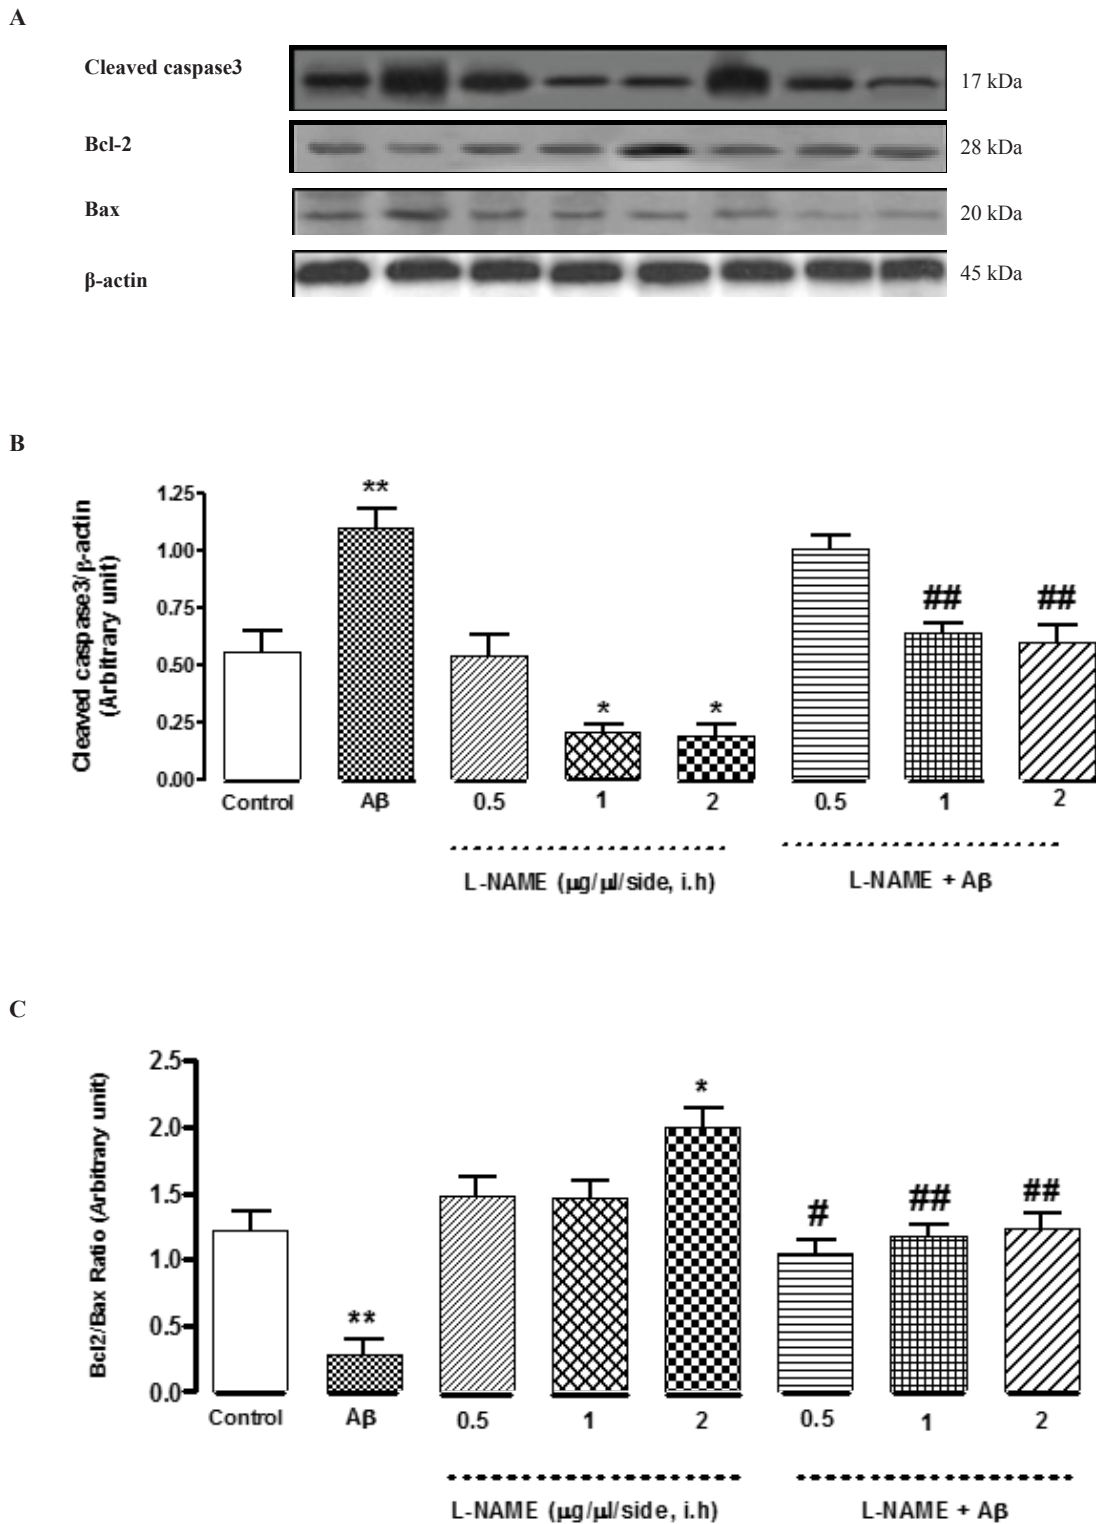 A
Cleaved caspase3
17 kDa
Bcl-2
28 kDa
Bax
20 kDa
β-actin
45 kDa
B
Cleaved caspase3/β-actin
(Arbitrary unit)
1.25
1.00
0.75
0.50
0.25
0.00
**
*
*
##
##
Control
Aβ
0.5
1
2
0.5
1
2
L-NAME (µg/µl/side, i.h)
L-NAME + Aβ
C
Bcl2/Bax Ratio (Arbitrary unit)
2.5
2.0
1.5
1.0
0.5
0.0
**
*
#
##
##
Control
Aβ
0.5
1
2
0.5
1
2
L-NAME (µg/µl/side, i.h)
L-NAME + Aβ